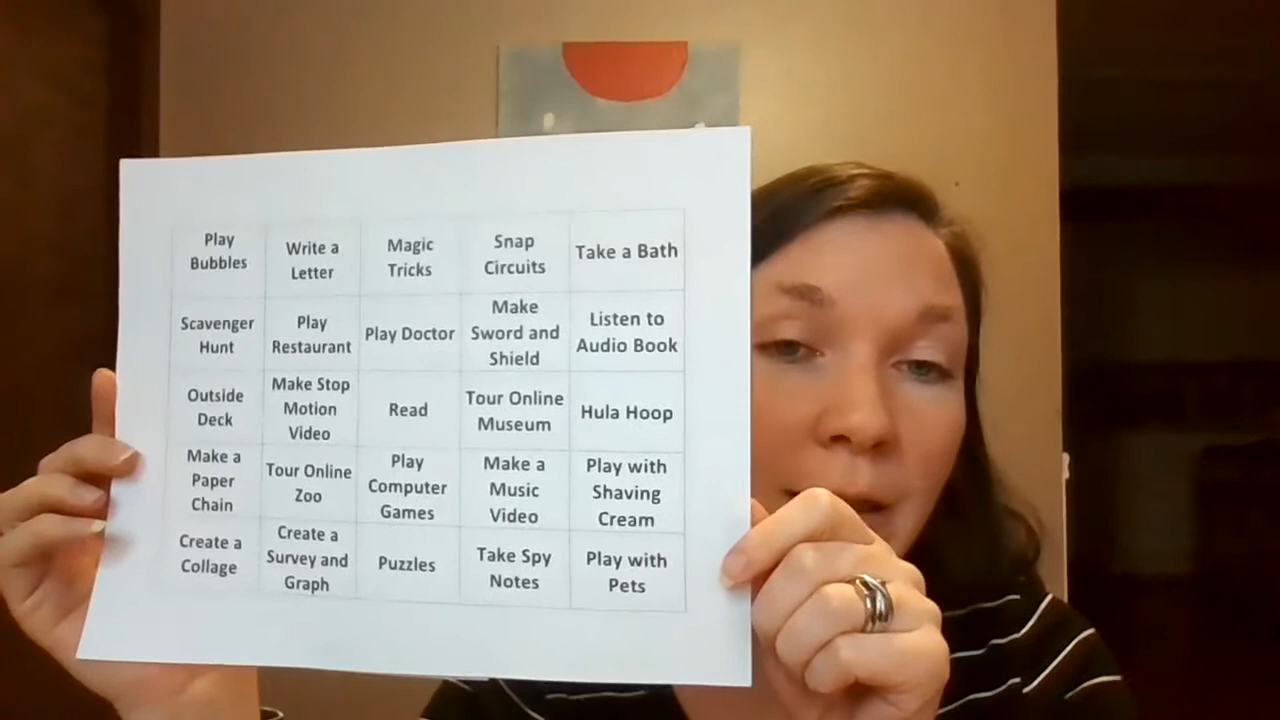 Play
Bubbles
Write a
Letter
Magic
Tricks
Snap
Circuits
Take a Bath
Scavenger
Hunt
Play
Restaurant
Play Doctor
Make
Sword and
Shield
Listen to
Audio Book
Outside
Deck
Make Stop
Motion
Video
Read
Tour Online
Museum
Hula Hoop
Make a
Paper
Chain
Tour Online
Zoo
Play
Computer
Games
Make a
Music
Video
Play with
Shaving
Cream
Create a
Collage
Create a
Survey and
Graph
Puzzles
Take Spy
Notes
Play with
Pets